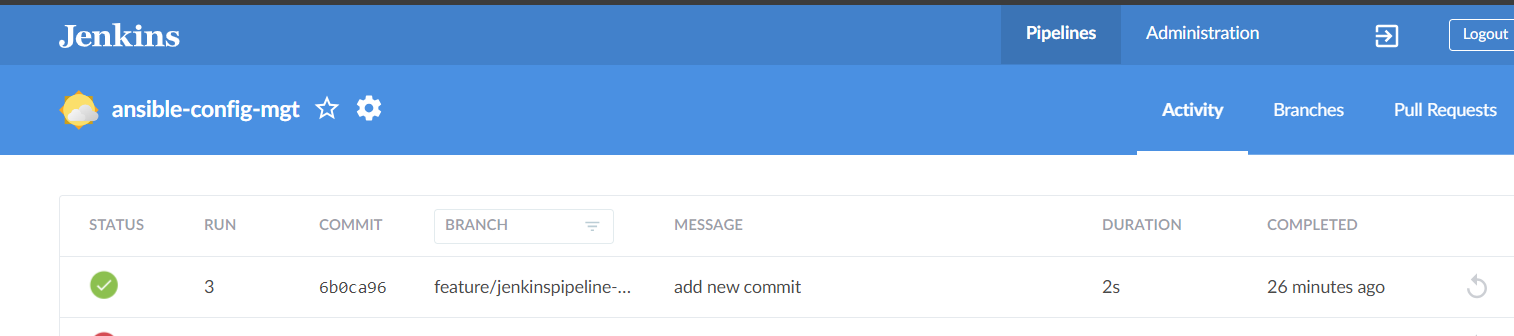 Jenkins
Pipelines Administration Logout
ansible-config-mgt Activity Branches Pull Requests
STATUS RUN COMMIT BRANCH MESSAGE DURATION COMPLETED
3 6b0ca96 feature/jenkinspipeline-... add new commit 2s 26 minutes ago